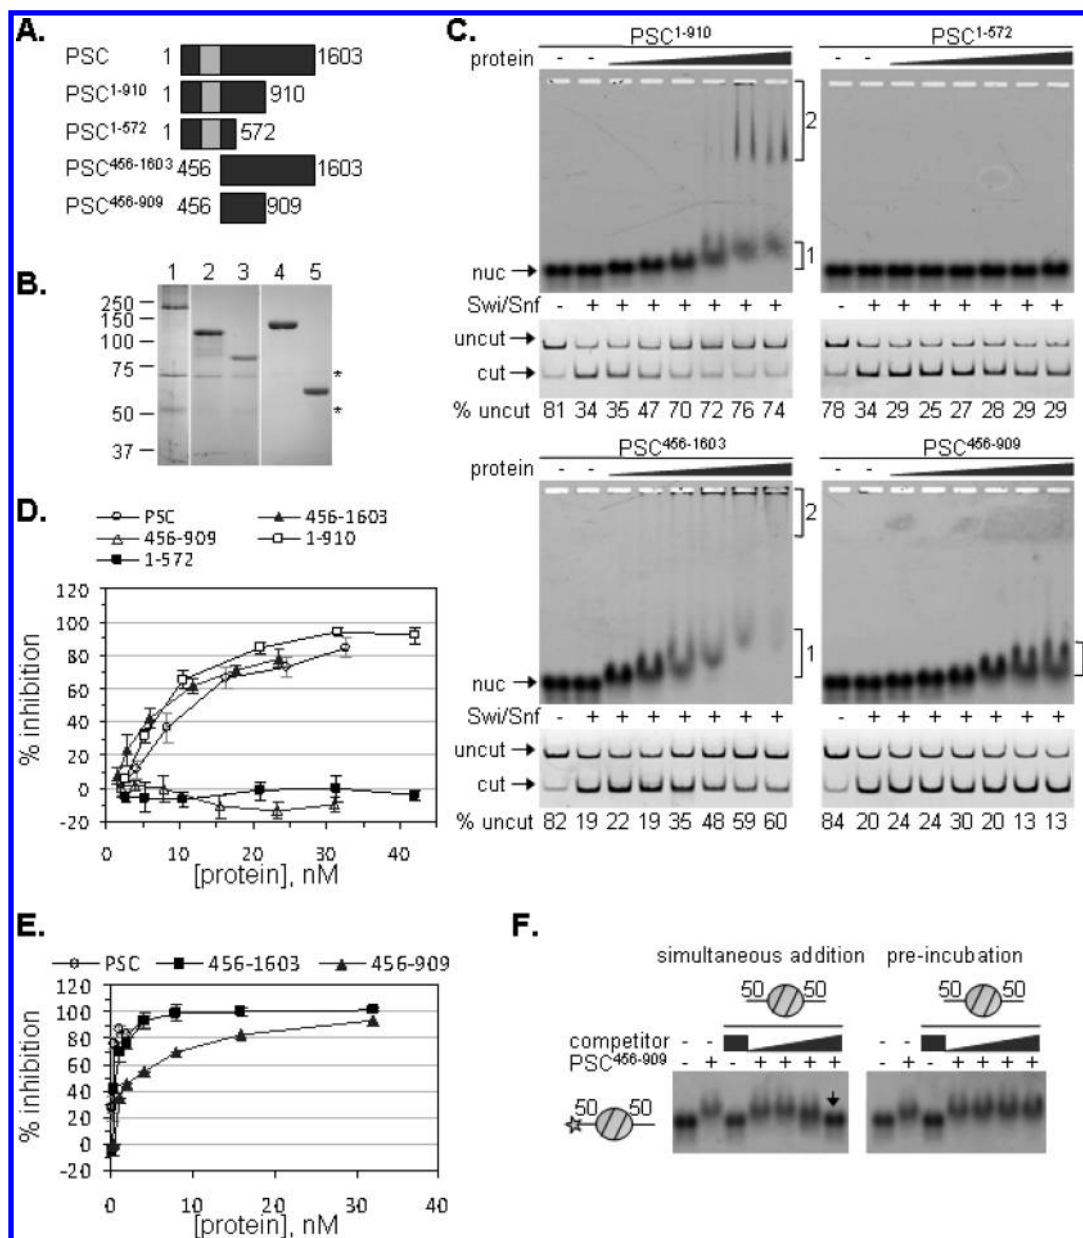 A.
PSC 1 1603
PSC1-910 1 910
PSC1-572 1 572
PSC456-1603 456 1603
PSC456-909 456 909
B.
1 2 3 4 5
250
150
100
75 *
50 *
37
C.
PSC1-910
protein - -
2
1
nuc
Swi/Snf - + + + + + + +
uncut
cut
% uncut 81 34 35 47 70 72 76 74
PSC1-572
- -
- + + + + + + +
78 34 29 25 27 28 29 29
PSC456-1603
protein - -
2
1
nuc
Swi/Snf - + + + + + + +
uncut
cut
% uncut 82 19 22 19 35 48 59 60
PSC456-909
- -
- + + + + + + +
84 20 24 24 30 20 13 13
D.
PSC 456-1603
456-909 1-910
1-572
% inhibition
120
100
80
60
40
20
0
-20
0 10 20 30 40
[protein], nM
E.
PSC 456-1603 456-909
% inhibition
120
100
80
60
40
20
0
-20
0 10 20 30 40
[protein], nM
F.
simultaneous addition pre-incubation
50 50 50 50
competitor - - - -
PSC456-909 - + - + + + + - + - + + + +
50 50